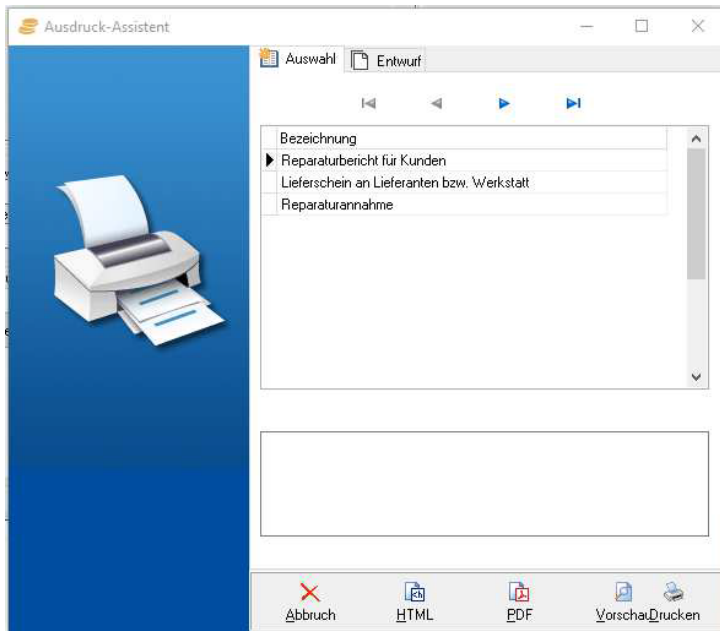 Ausdruck-Assistent
Auswahl Entwurf
Bezeichnung
Reparaturbericht für Kunden
Lieferschein an Lieferanten bzw. Werkstatt
Reparaturannahme
Abbruch HTML PDF Vorschau Drucken